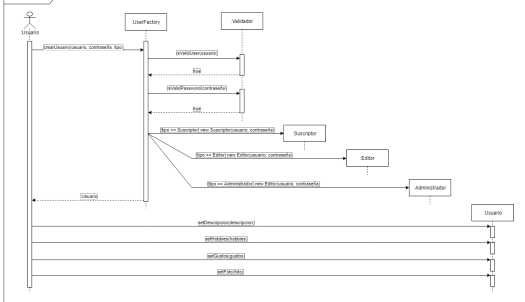 :UserFactory
:Validador
Usuario
crearUsuario(usuario, contraseña, tipo)
isValidUser(usuario)
true
isValidPassword(contraseña)
true
[tipo == Suscriptor] new Suscriptor(usuario, contraseña)
:Suscriptor
[tipo == Editor] new Editor(usuario, contraseña)
:Editor
[tipo == Administrador] new Editor(usuario, contraseña)
:Administrador
:Usuario
:Usuario
setDescripcion(descripcion)
setHobbies(hobbies)
setGustos(gustos)
setFoto(foto)